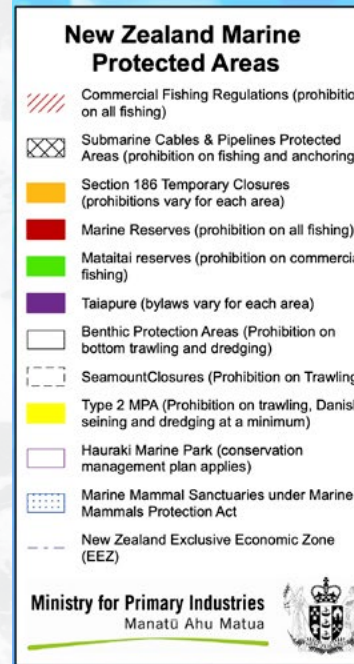 New Zealand Marine
Protected Areas
Commercial Fishing Regulations (prohibitio
on all fishing)
Submarine Cables & Pipelines Protected
Areas (prohibition on fishing and anchoring
Section 186 Temporary Closures
(prohibitions vary for each area)
Marine Reserves (prohibition on all fishing)
Mataitai reserves (prohibition on commercia
fishing)
Taiapure (bylaws vary for each area)
Benthic Protection Areas (Prohibition on
bottom trawling and dredging)
SeamountClosures (Prohibition on Trawling
Type 2 MPA (Prohibition on trawling, Danish
seining and dredging at a minimum)
Hauraki Marine Park (conservation
management plan applies)
Marine Mammal Sanctuaries under Marine
Mammals Protection Act
New Zealand Exclusive Economic Zone
(EEZ)
Ministry for Primary Industries
Manatū Ahu Matua